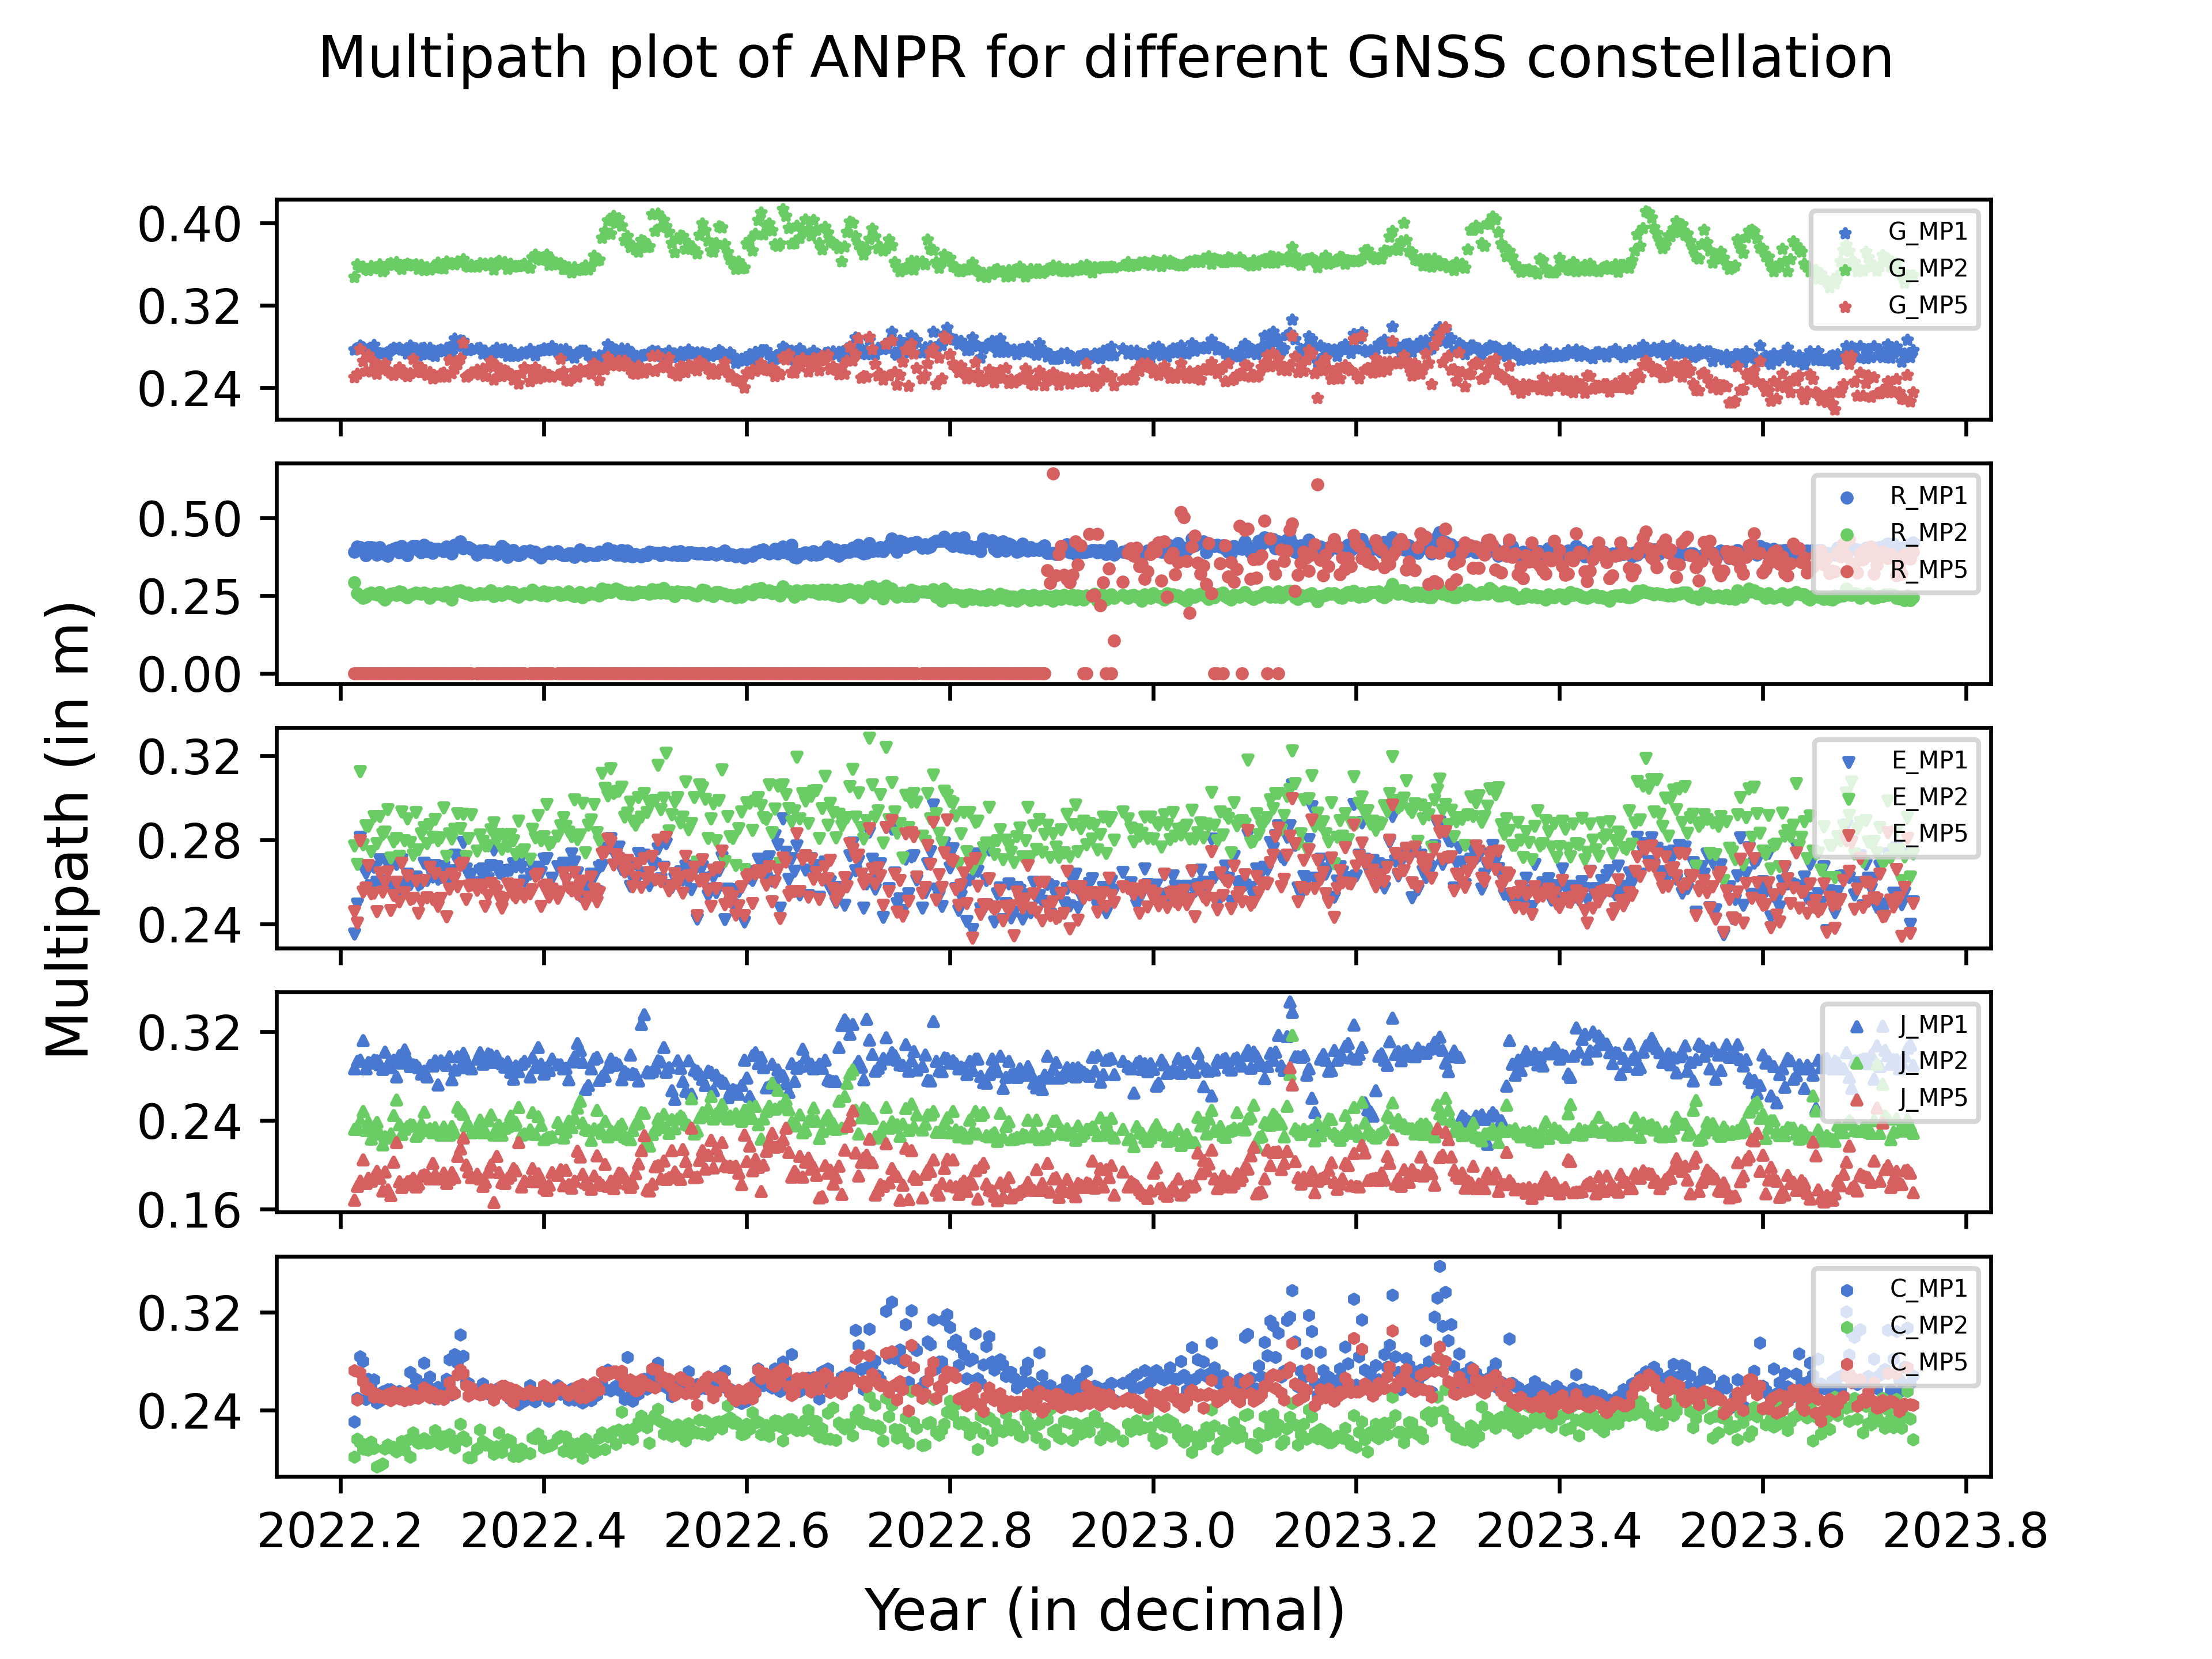 Multipath plot of ANPR for different GNSS constellation
0.40
0.32
0.24
G_MP1
G_MP2
G_MP5
0.50
0.25
0.00
R_MP1
R_MP2
R_MP5
0.32
0.28
0.24
E_MP1
E_MP2
E_MP5
0.32
0.24
0.16
J_MP1
J_MP2
J_MP5
0.32
0.24
C_MP1
C_MP2
C_MP5
Multipath (in m)
2022.2 2022.4 2022.6 2022.8 2023.0 2023.2 2023.4 2023.6 2023.8
Year (in decimal)